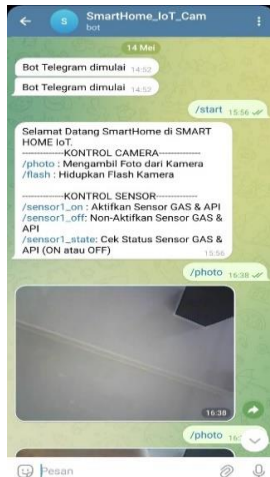 SmartHome_IoT_Cam
S
bot
14 Mei
Bot Telegram dimulai 14:52
Bot Telegram dimulai 14:52
/start 15:56
Selamat Datang SmartHome di SMART
HOME IoT.
--------------KONTROL CAMERA--------------
/photo : Mengambil Foto dari Kamera
/flash : Hidupkan Flash Kamera
--------------KONTROL SENSOR--------------
/sensor1_on : Aktifkan Sensor GAS & API
/sensor1_off: Non-Aktifkan Sensor GAS &
API
/sensor1_state: Cek Status Sensor GAS &
API (ON atau OFF)
15:56
/photo 16:38
16:38
/photo
Pesan